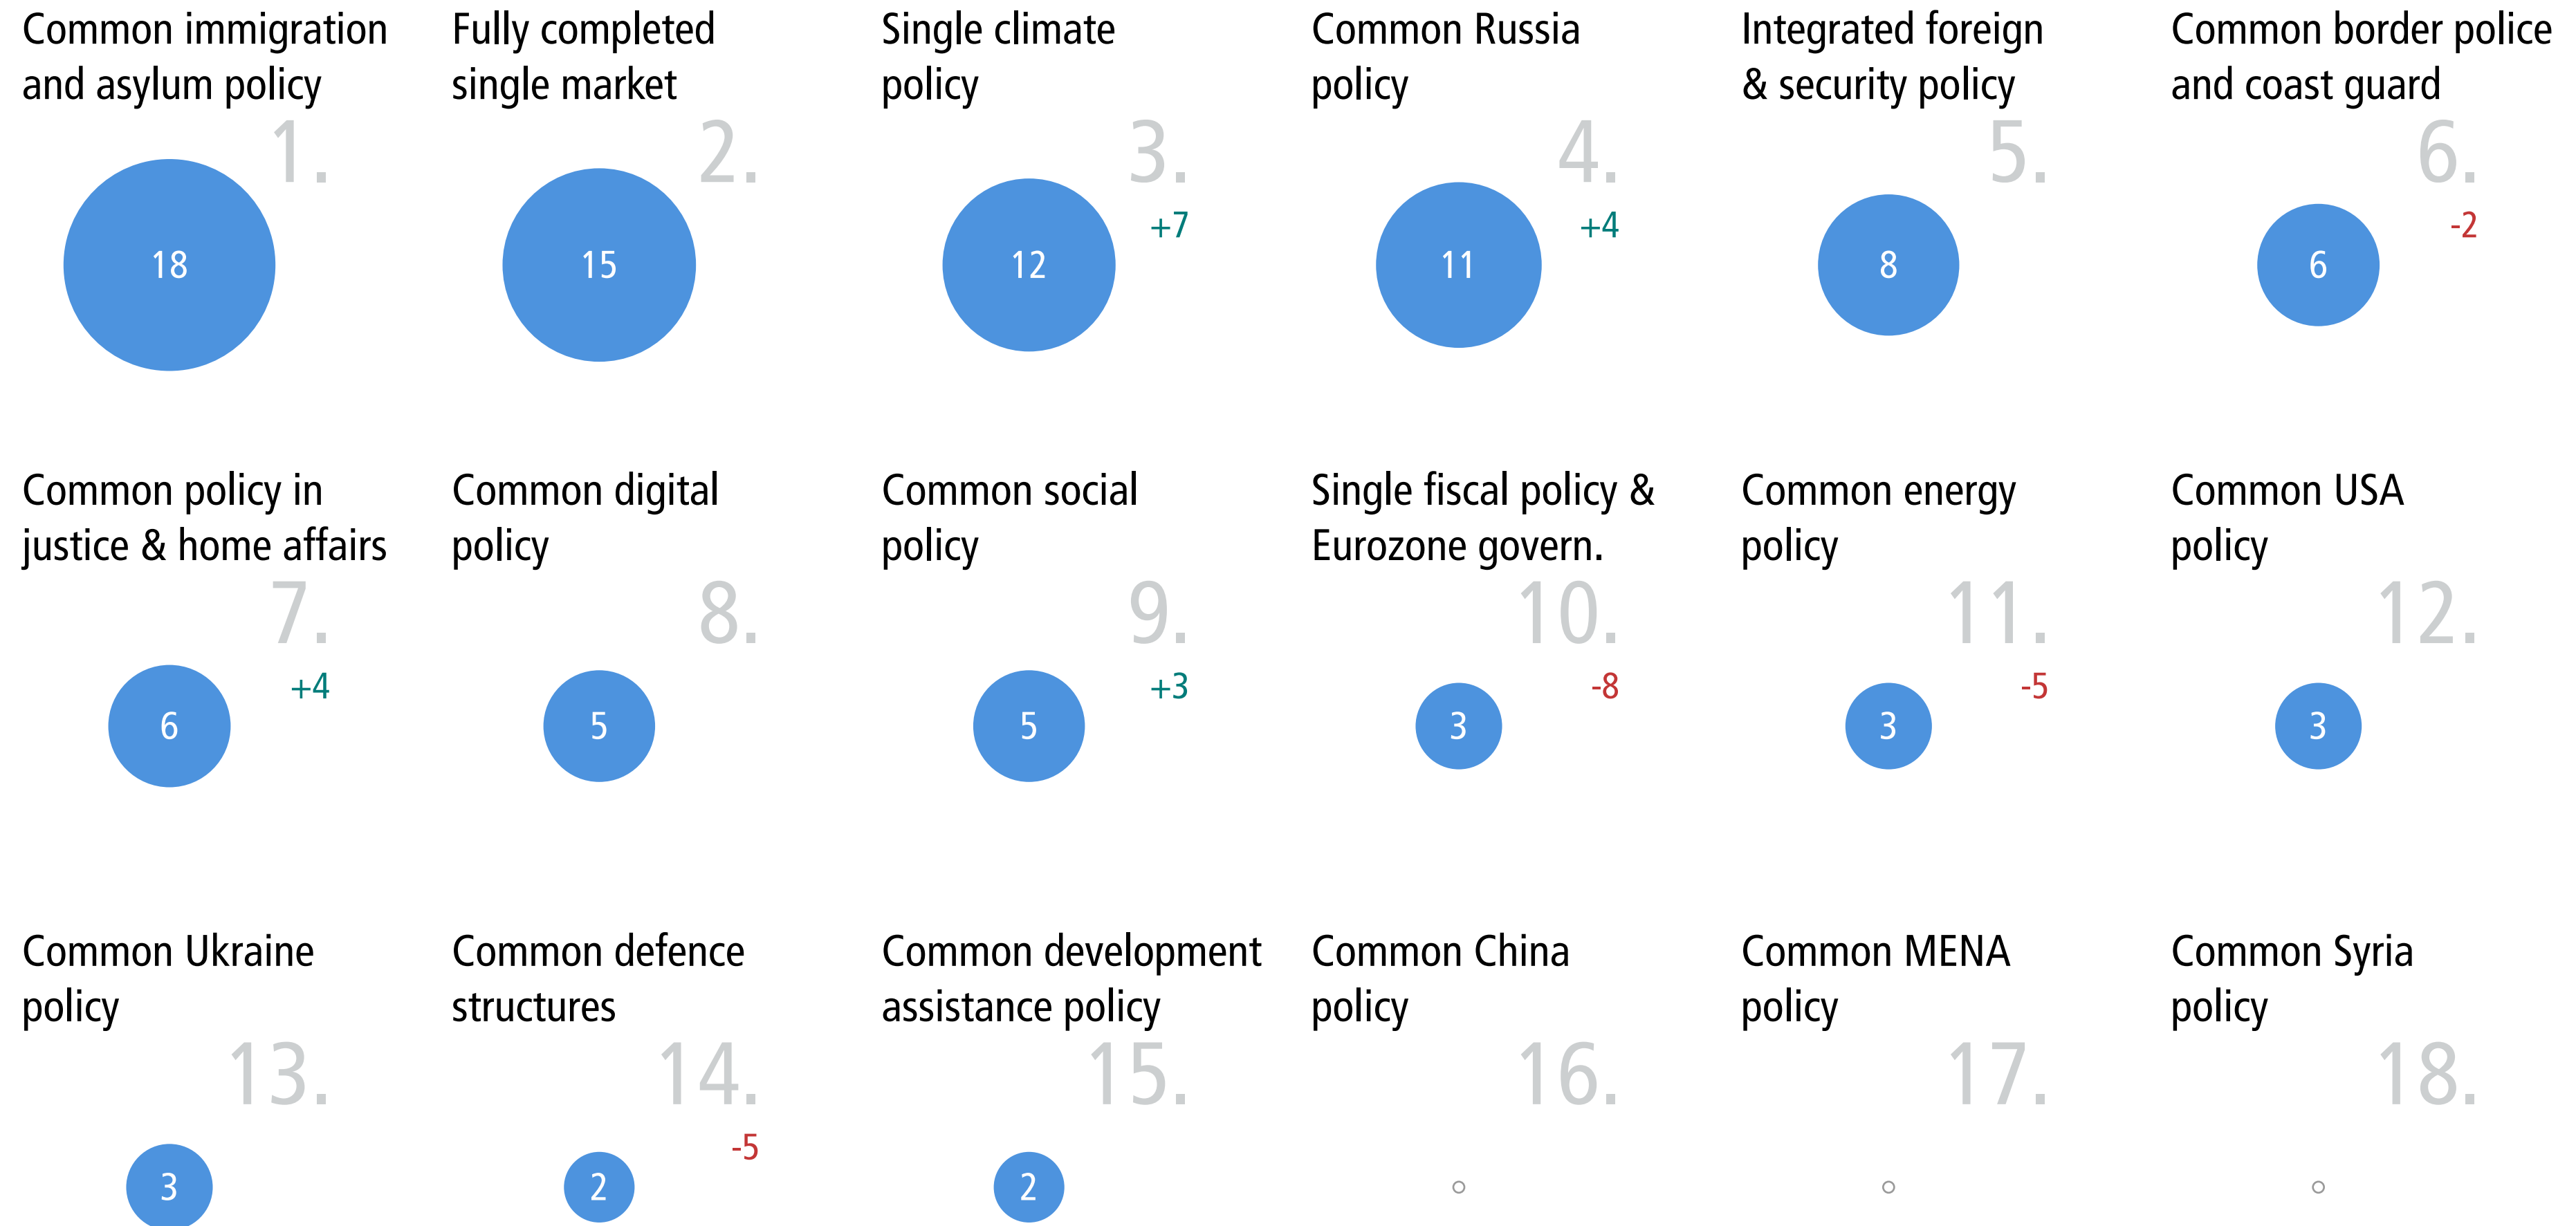 Common immigration
and asylum policy
1.
18
Fully completed
single market
2.
15
Single climate
policy
3.
+7
12
Common Russia
policy
4.
+4
11
Integrated foreign
& security policy
5.
8
Common border police
and coast guard
6.
-2
6
Common policy in
justice & home affairs
7.
+4
6
Common digital
policy
8.
5
Common social
policy
9.
+3
5
Single fiscal policy &
Eurozone govern.
10.
-8
3
Common energy
policy
11.
-5
3
Common USA
policy
12.
3
Common Ukraine
policy
13.
3
Common defence
structures
14.
-5
2
Common development
assistance policy
15.
2
Common China
policy
16.
Common MENA
policy
17.
Common Syria
policy
18.